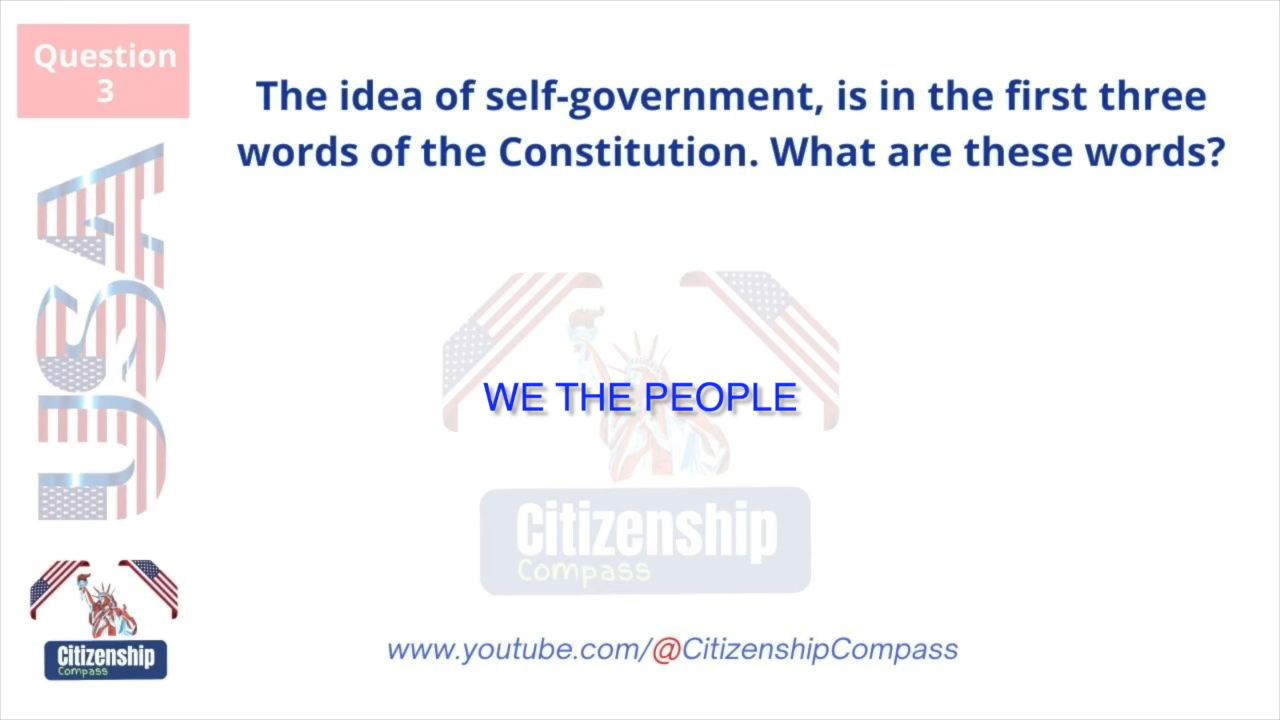 Question
3
The idea of self-government, is in the first three
words of the Constitution. What are these words?
USA
WE THE PEOPLE
Citizenship
Compass
Citizenship
Compass
www.youtube.com/@CitizenshipCompass